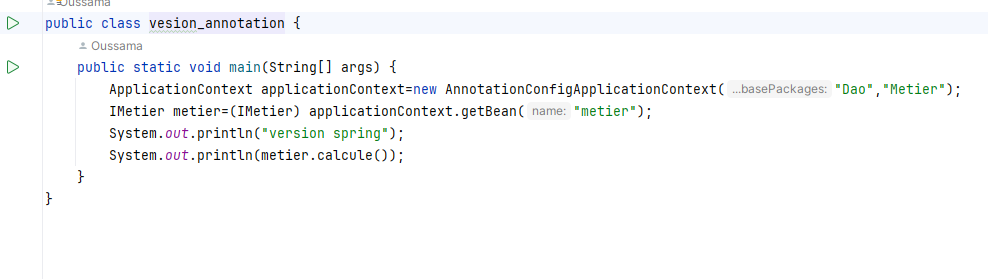 Oussama
public class vesion_annotation {
Oussama
public static void main(String[] args) {
ApplicationContext applicationContext=new AnnotationConfigApplicationContext( ...basePackages: "Dao","Metier");
IMetier metier=(IMetier) applicationContext.getBean( name: "metier");
System.out.println("version spring");
System.out.println(metier.calcule());
}
}